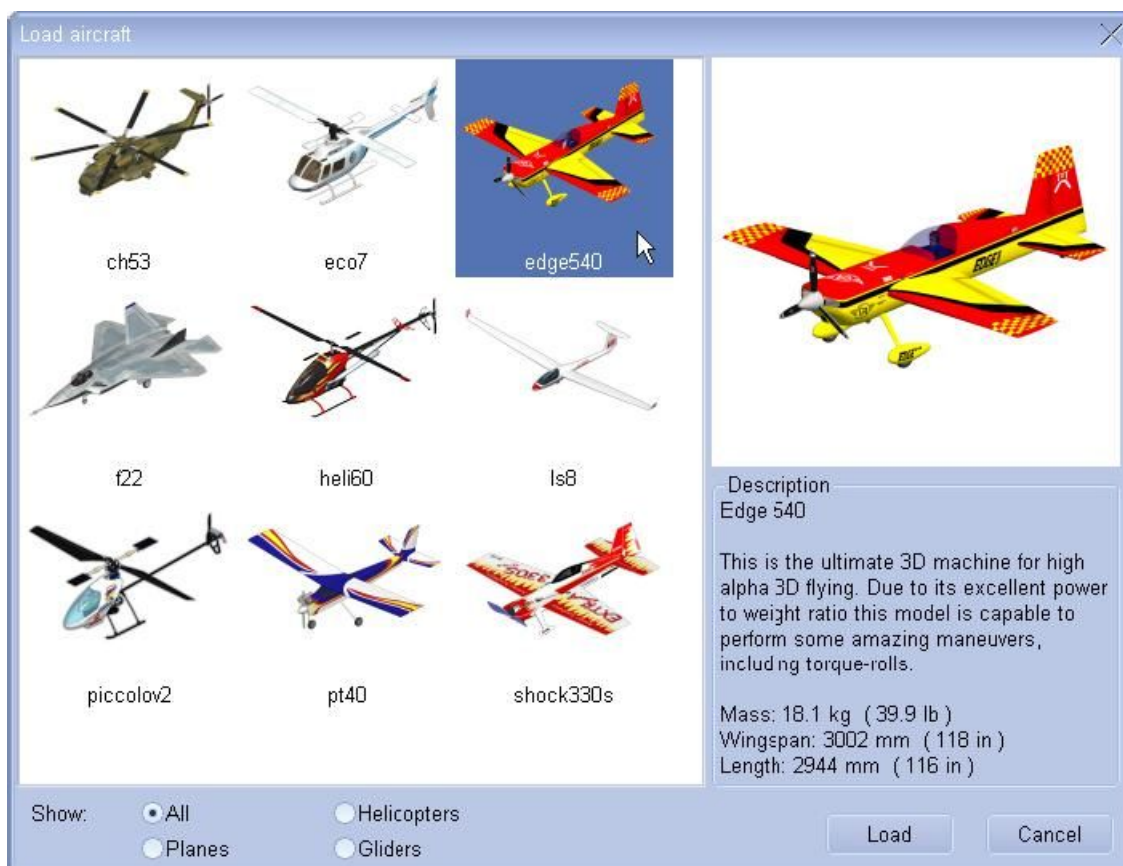 Load aircraft
ch53
eco7
edge540
f22
heli60
ls8
piccolov2
pt40
shock330s
EDGE
Description
Edge 540
This is the ultimate 3D machine for high
alpha 3D flying. Due to its excellent power
to weight ratio this model is capable to
perform some amazing maneuvers,
including torque-rolls.
Mass: 18.1 kg ( 39.9 lb )
Wingspan: 3002 mm ( 118 in )
Length: 2944 mm ( 116 in )
Show:
All
Helicopters
Planes
Gliders
Load
Cancel